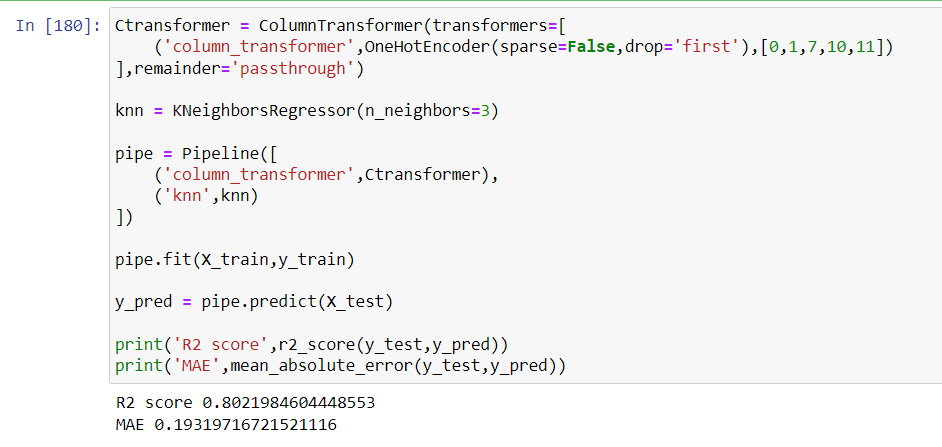 In [180]: Ctransformer = ColumnTransformer(transformers=[
('column_transformer',OneHotEncoder(sparse=False,drop='first'),[0,1,7,10,11])
],remainder='passthrough')
knn = KNeighborsRegressor(n_neighbors=3)
pipe = Pipeline([
('column_transformer',Ctransformer),
('knn',knn)
])
pipe.fit(X_train,y_train)
y_pred = pipe.predict(X_test)
print('R2 score',r2_score(y_test,y_pred))
print('MAE',mean_absolute_error(y_test,y_pred))
R2 score 0.8021984604448553
MAE 0.19319716721521116